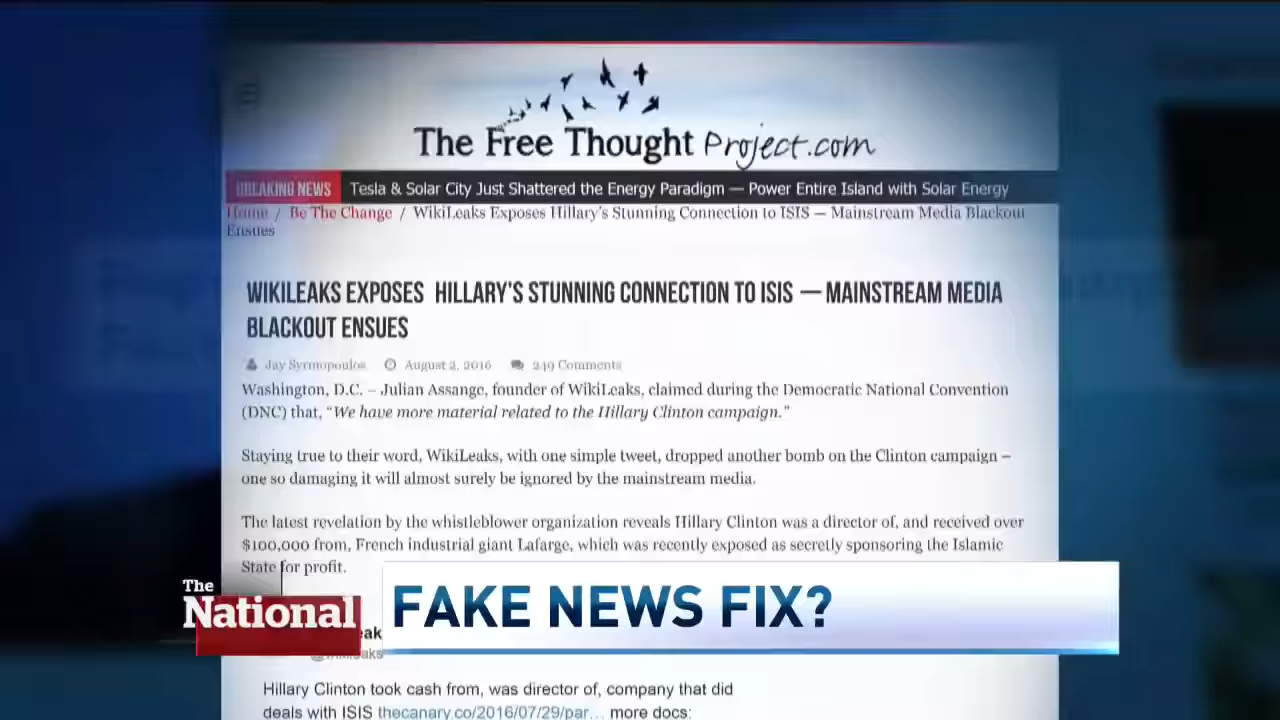 The Free Thought Project.com
BREAKING NEWS Tesla & Solar City Just Shattered the Energy Paradigm — Power Entire Island with Solar Energy
Home / Be The Change / WikiLeaks Exposes Hillary's Stunning Connection to ISIS — Mainstream Media Blackout
Ensues
WIKILEAKS EXPOSES HILLARY'S STUNNING CONNECTION TO ISIS — MAINSTREAM MEDIA
BLACKOUT ENSUES
Jay Syrmopoulos August 2, 2016 249 Comments
Washington, D.C. – Julian Assange, founder of WikiLeaks, claimed during the Democratic National Convention
(DNC) that, “We have more material related to the Hillary Clinton campaign.”
Staying true to their word, WikiLeaks, with one simple tweet, dropped another bomb on the Clinton campaign –
one so damaging it will almost surely be ignored by the mainstream media.
The latest revelation by the whistleblower organization reveals Hillary Clinton was a director of, and received over
$100,000 from, French industrial giant Lafarge, which was recently exposed as secretly sponsoring the Islamic
State for profit.
The
National
FAKE NEWS FIX?
eak
@wikileaks
Hillary Clinton took cash from, was director of, company that did
deals with ISIS thecanary.co/2016/07/29/par… more docs: